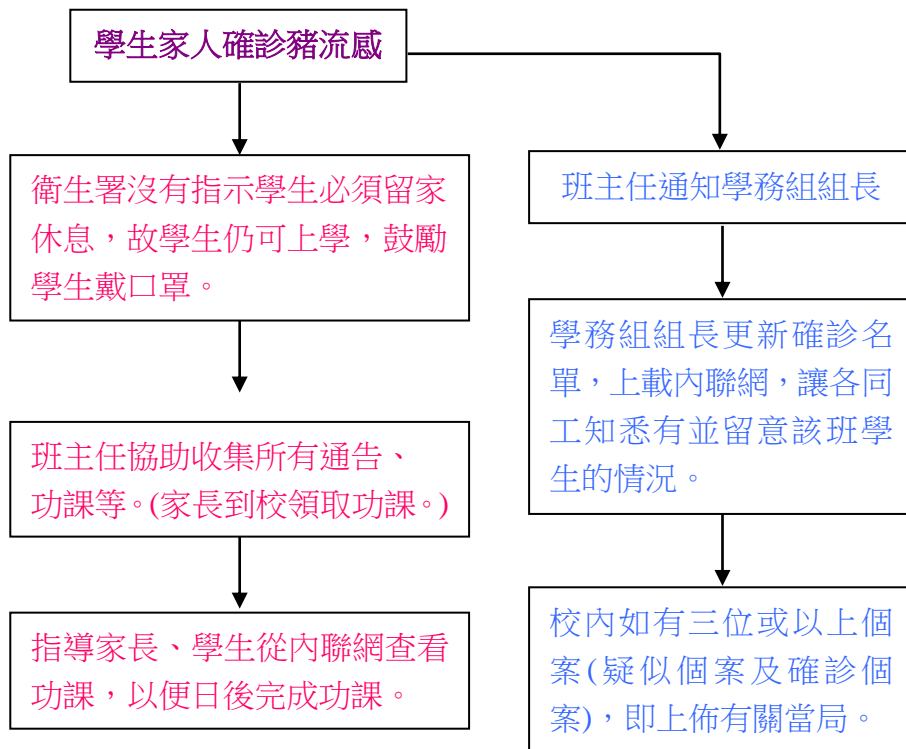 學生家人確診豬流感
衛生署沒有指示學生必須留家
休息，故學生仍可上學，鼓勵
學生戴口罩。
班主任協助收集所有通告、
功課等。(家長到校領取功課。)
指導家長、學生從內聯網查看
功課，以便日後完成功課。
班主任通知學務組組長
學務組組長更新確診名
單，上載內聯網，讓各同
工知悉有並留意該班學
生的情況。
校內如有三位或以上個
案(疑似個案及確診個
案)，即上佈有關當局。